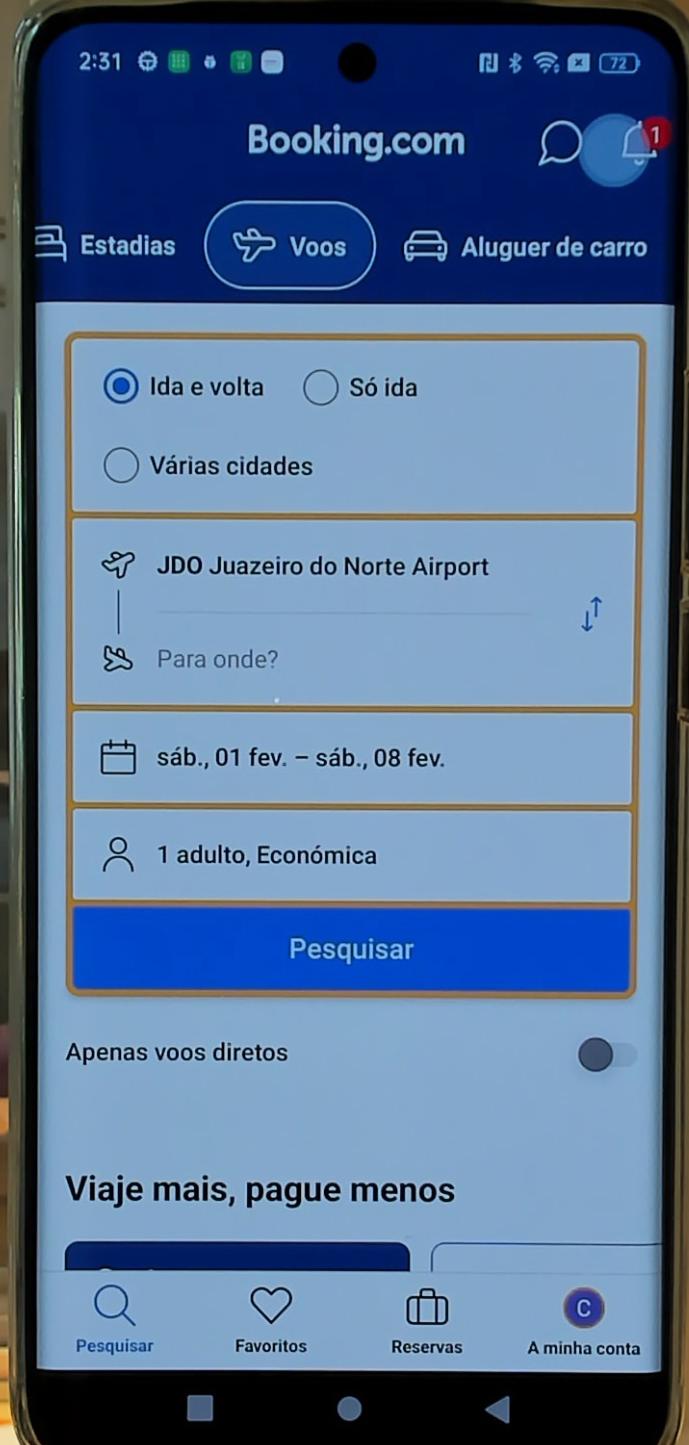 2:31
72
Booking.com
1
Estadias
Voos
Aluguer de carro
Ida e volta
Só ida
Várias cidades
JDO Juazeiro do Norte Airport
Para onde?
sáb., 01 fev. – sáb., 08 fev.
1 adulto, Económica
Pesquisar
Apenas voos diretos
Viaje mais, pague menos
Pesquisar
Favoritos
Reservas
C
A minha conta